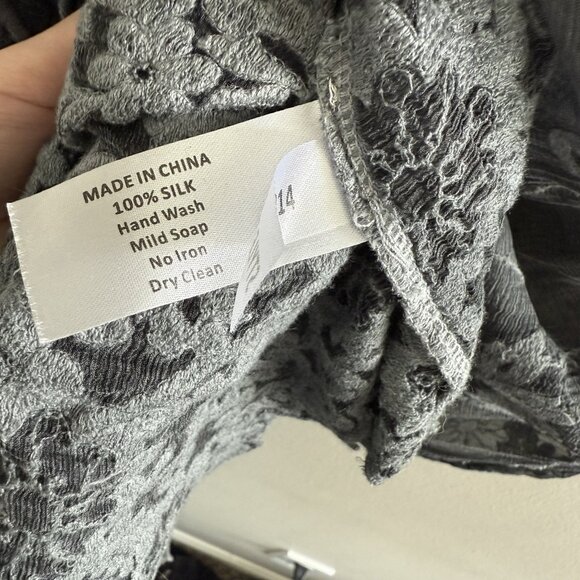 MADE IN CHINA
100% SILK
Hand Wash
Mild Soap
No Iron
Dry Clean
14